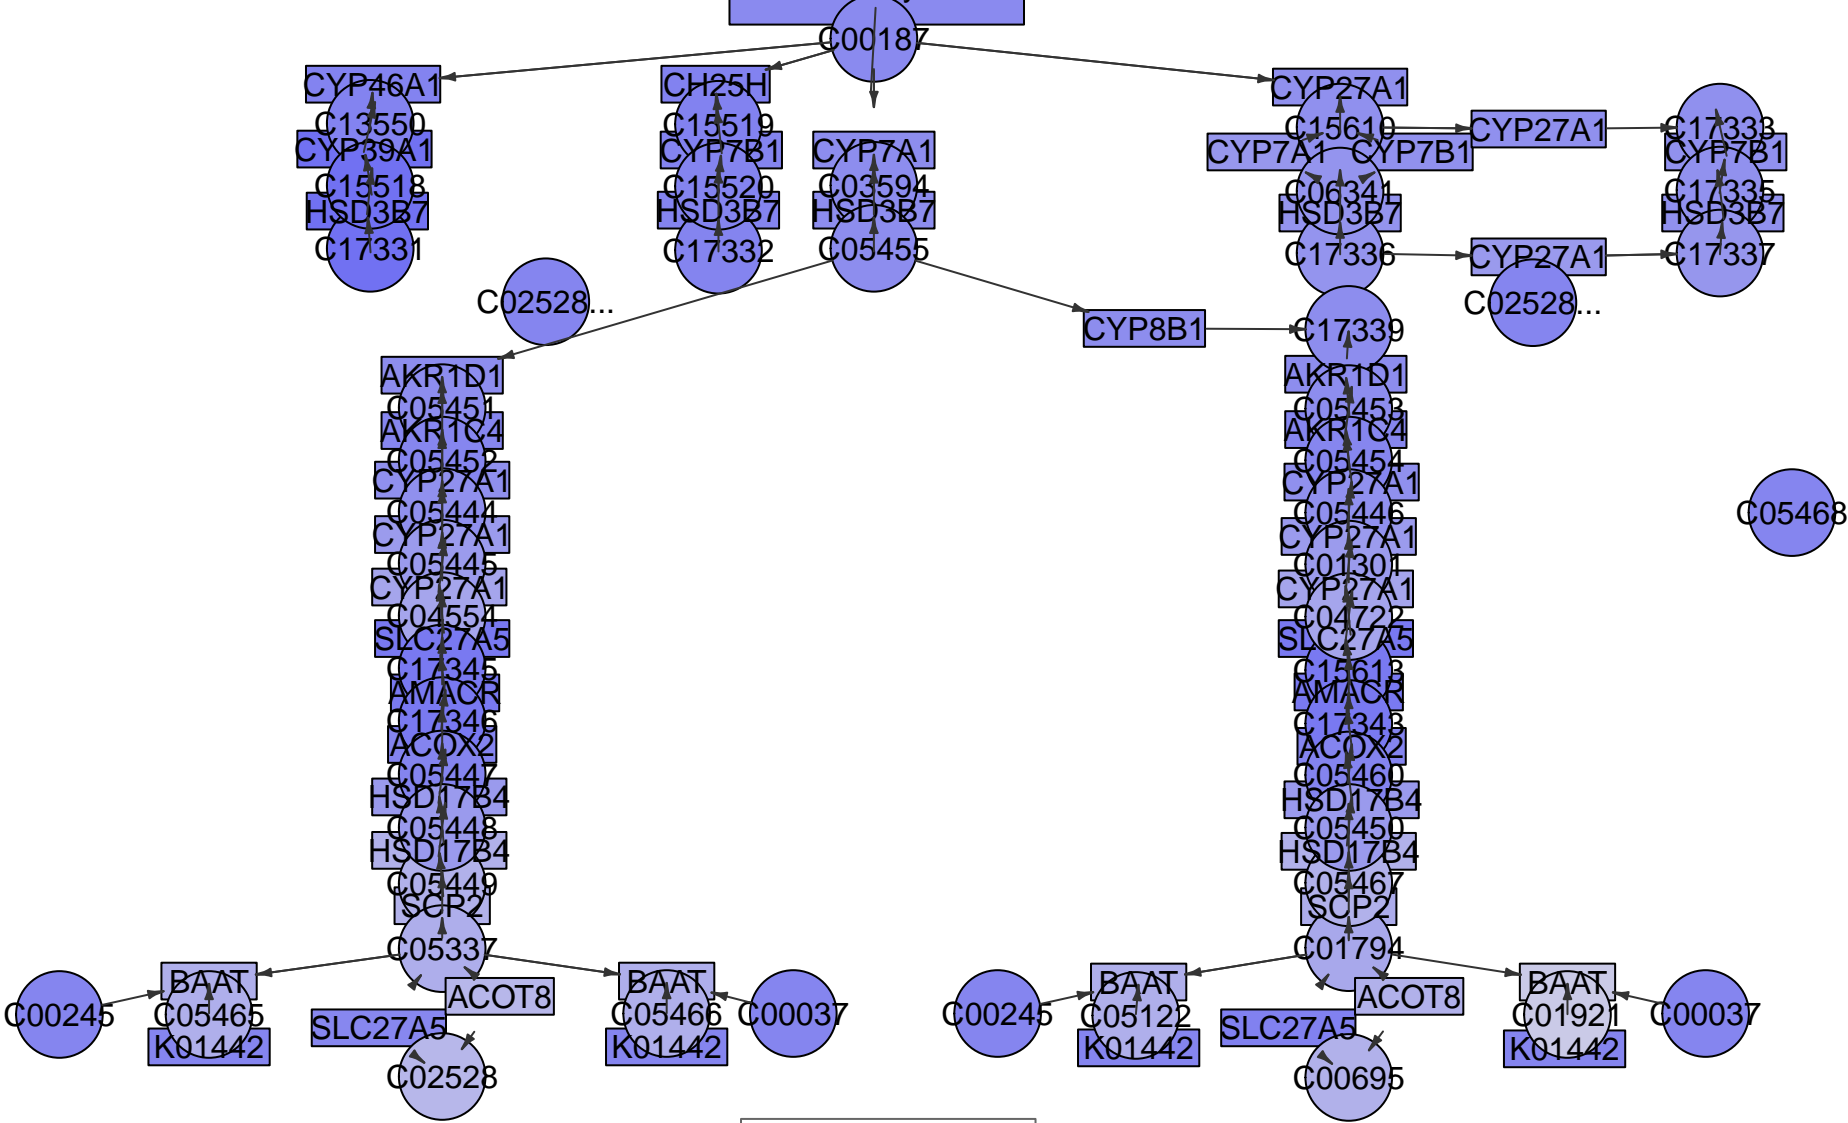 C00187
CYP46A1
CH25H
CYP27A1
C13550
C15519
C15610
CYP27A1
C17333
CYP39A1
CYP7B1
CYP7A1
CYP7A1
CYP7B1
CYP7B1
C15518
C15520
C03594
C06341
C17335
HSD3B7
HSD3B7
HSD3B7
HSD3B7
HSD3B7
C17331
C17332
C05455
C17336
CYP27A1
C17337
C02528...
C02528...
CYP8B1
C17339
AKR1D1
AKR1D1
C05451
C05453
AKR1C4
AKR1C4
C05452
C05454
CYP27A1
CYP27A1
C05444
C05446
C05468
CYP27A1
CYP27A1
C05445
C01301
CYP27A1
CYP27A1
C04554
C04722
SLC27A5
SLC27A5
C17345
C15613
AMACR
AMACR
C17346
C17343
ACOX2
ACOX2
C05447
C05460
HSD17B4
HSD17B4
C05448
C05450
HSD17B4
HSD17B4
C05449
C05467
SCP2
SCP2
C05337
C01794
BAAT
BAAT
BAAT
BAAT
ACOT8
ACOT8
C00245
C05465
C05466
C00037
C00245
C05122
C01921
C00037
SLC27A5
SLC27A5
K01442
K01442
K01442
K01442
C02528
C00695